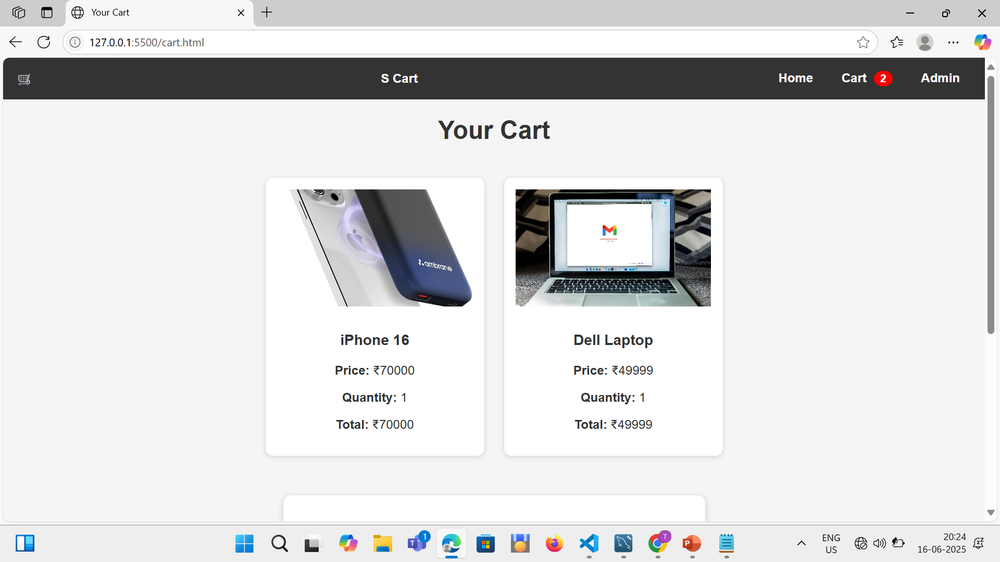 Your Cart
127.0.0.1:5500/cart.html
S Cart
Home
Cart 2
Admin
Your Cart
ambrane
iPhone 16
Price: ₹70000
Quantity: 1
Total: ₹70000
Dell Laptop
Price: ₹49999
Quantity: 1
Total: ₹49999
1
T
ENG
US
20:24
16-06-2025